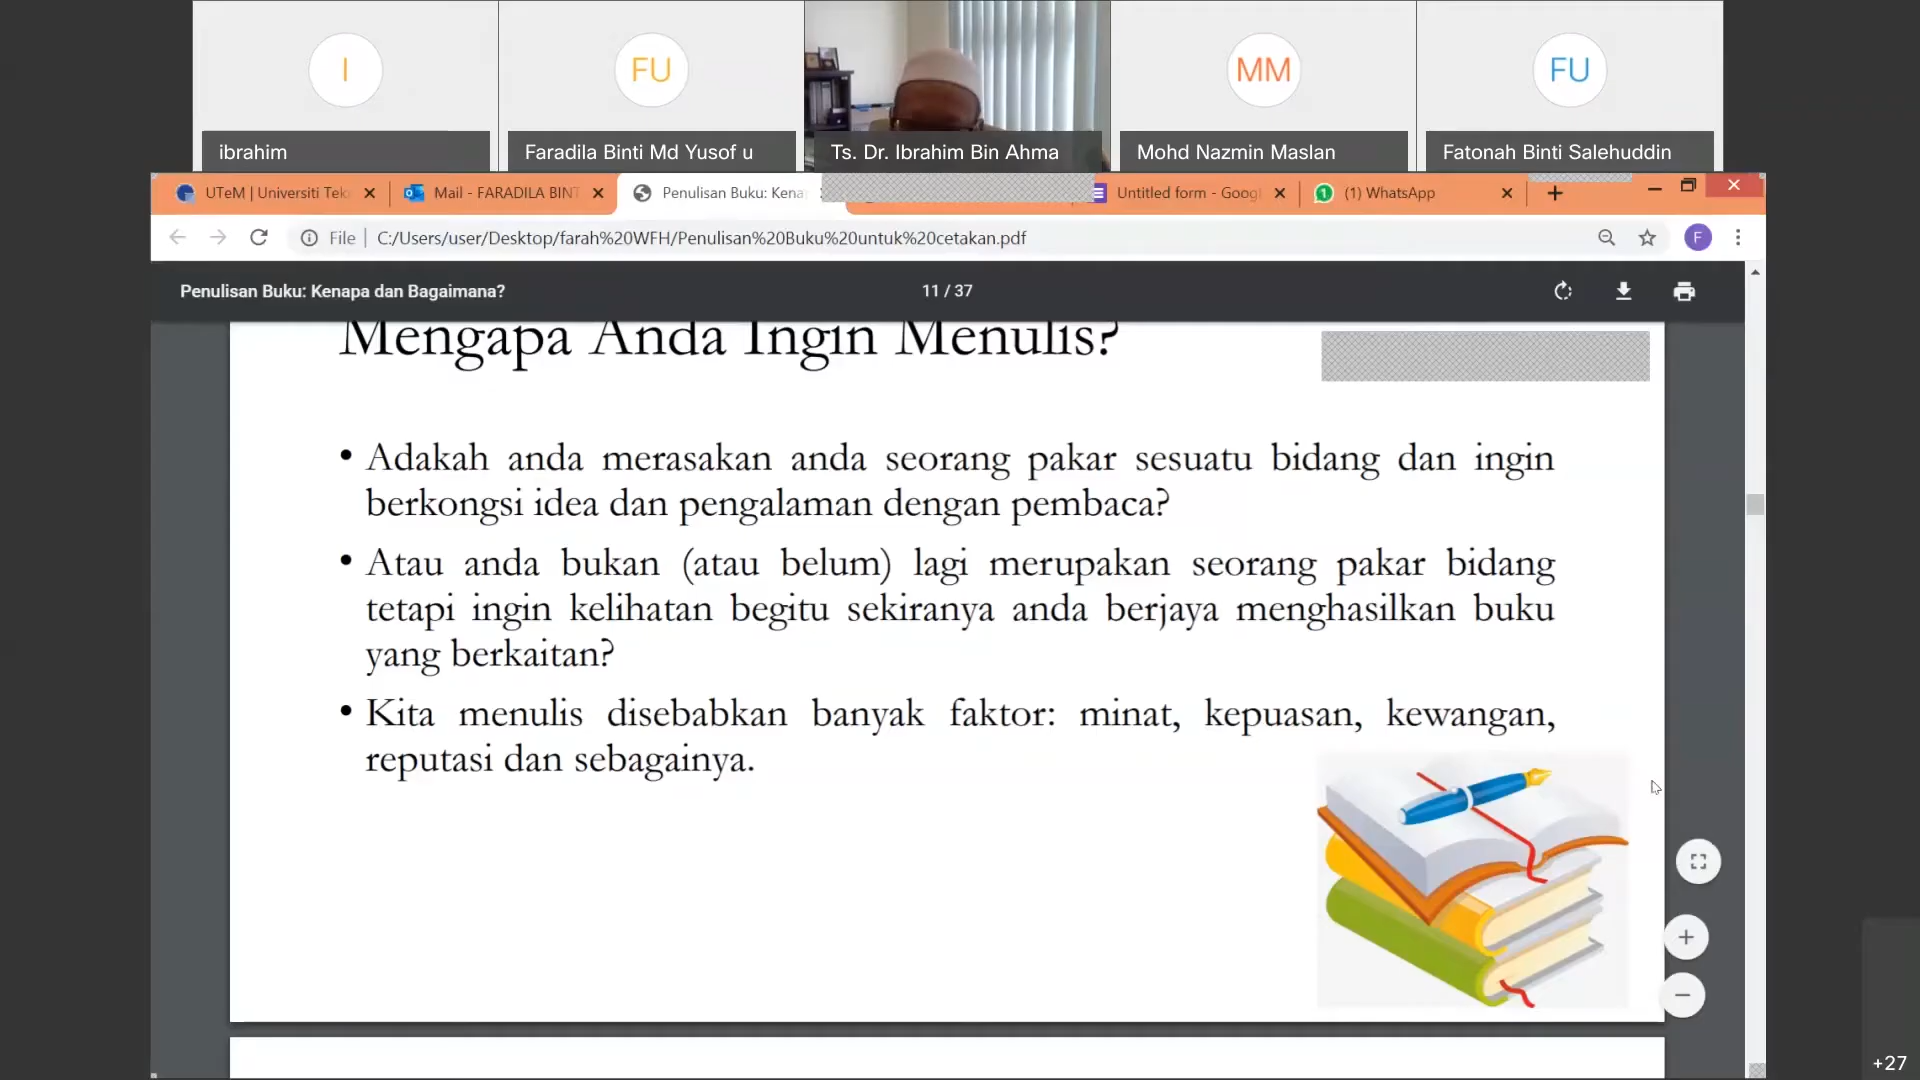 I
FU
MM
FU
ibrahim
Faradila Binti Md Yusof u
Ts. Dr. Ibrahim Bin Ahma
Mohd Nazmin Maslan
Fatonah Binti Salehuddin
UTeM | Universiti Tek
Mail - FARADILA BINT
Penulisan Buku: Kena
Untitled form - Googl
(1) WhatsApp
File
C:/Users/user/Desktop/farah%20WFH/Penulisan%20Buku%20untuk%20cetakan.pdf
F
Penulisan Buku: Kenapa dan Bagaimana?
11 / 37
Mengapa Anda Ingin Menulis?
• Adakah anda merasakan anda seorang pakar sesuatu bidang dan ingin
berkongsi idea dan pengalaman dengan pembaca?
• Atau anda bukan (atau belum) lagi merupakan seorang pakar bidang
tetapi ingin kelihatan begitu sekiranya anda berjaya menghasilkan buku
yang berkaitan?
• Kita menulis disebabkan banyak faktor: minat, kepuasan, kewangan,
reputasi dan sebagainya.
+27